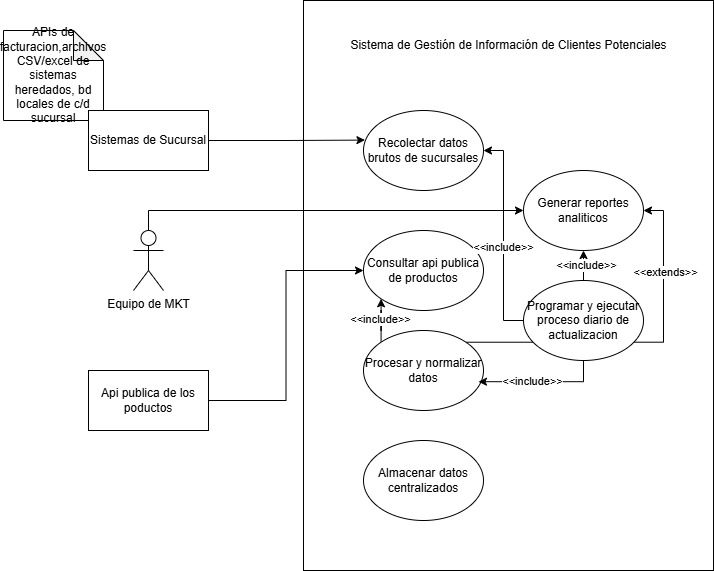 APIs de
facturacion,archivos
CSV/excel de
sistemas
heredados, bd
locales de c/d
sucursal
Sistema de Gestión de Información de Clientes Potenciales
Sistemas de Sucursal
Recolectar datos
brutos de sucursales
Generar reportes
analiticos
<<include>>
Consultar api publica
de productos
<<include>>
<<extends>>
Equipo de MKT
Programar y ejecutar
proceso diario de
actualizacion
<<include>>
Procesar y normalizar
datos
<<include>>
Api publica de los
poductos
Almacenar datos
centralizados